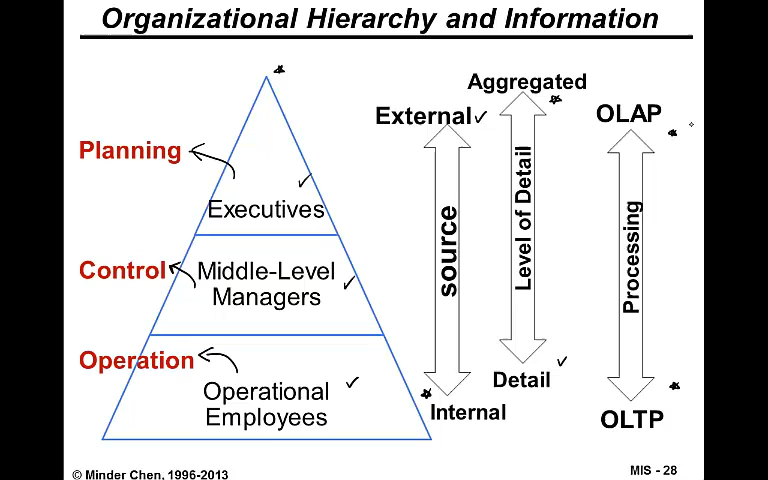 Organizational Hierarchy and Information
Planning
Executives
Control
Middle-Level
Managers
Operation
Operational
Employees
External
source
Internal
Aggregated
Level of Detail
Detail
OLAP
Processing
OLTP
© Minder Chen, 1996-2013
MIS - 28